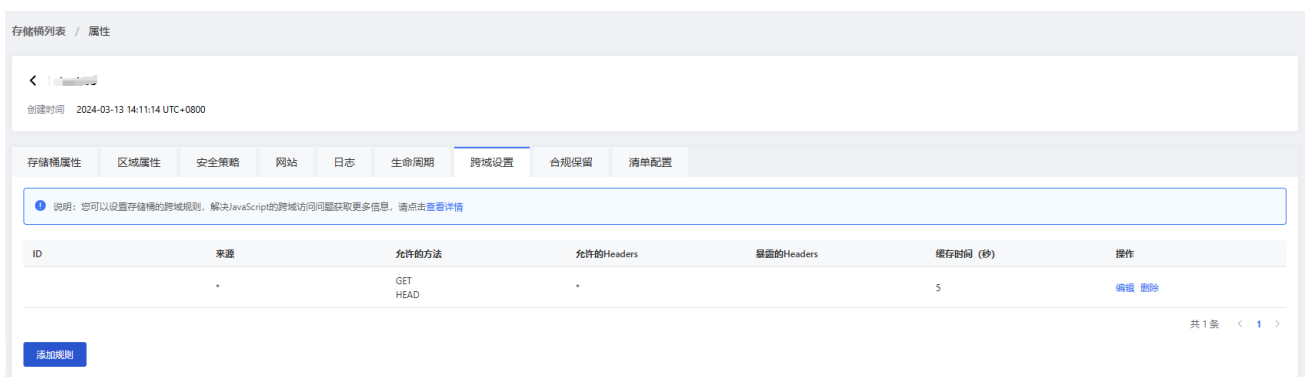 存储桶列表 / 属性
创建时间 2024-03-13 14:11:14 UTC+0800
存储桶属性 区域属性 安全策略 网站 日志 生命周期 跨域设置 合规保留 清单配置
说明：您可以设置存储桶的跨域规则，解决JavaScript的跨域访问问题获取更多信息，请点击查看详情
ID 来源 允许的方法 允许的Headers 暴露的Headers 缓存时间（秒） 操作
* GET * 5 编辑 删除
HEAD
共 1 条 < 1 >
添加规则